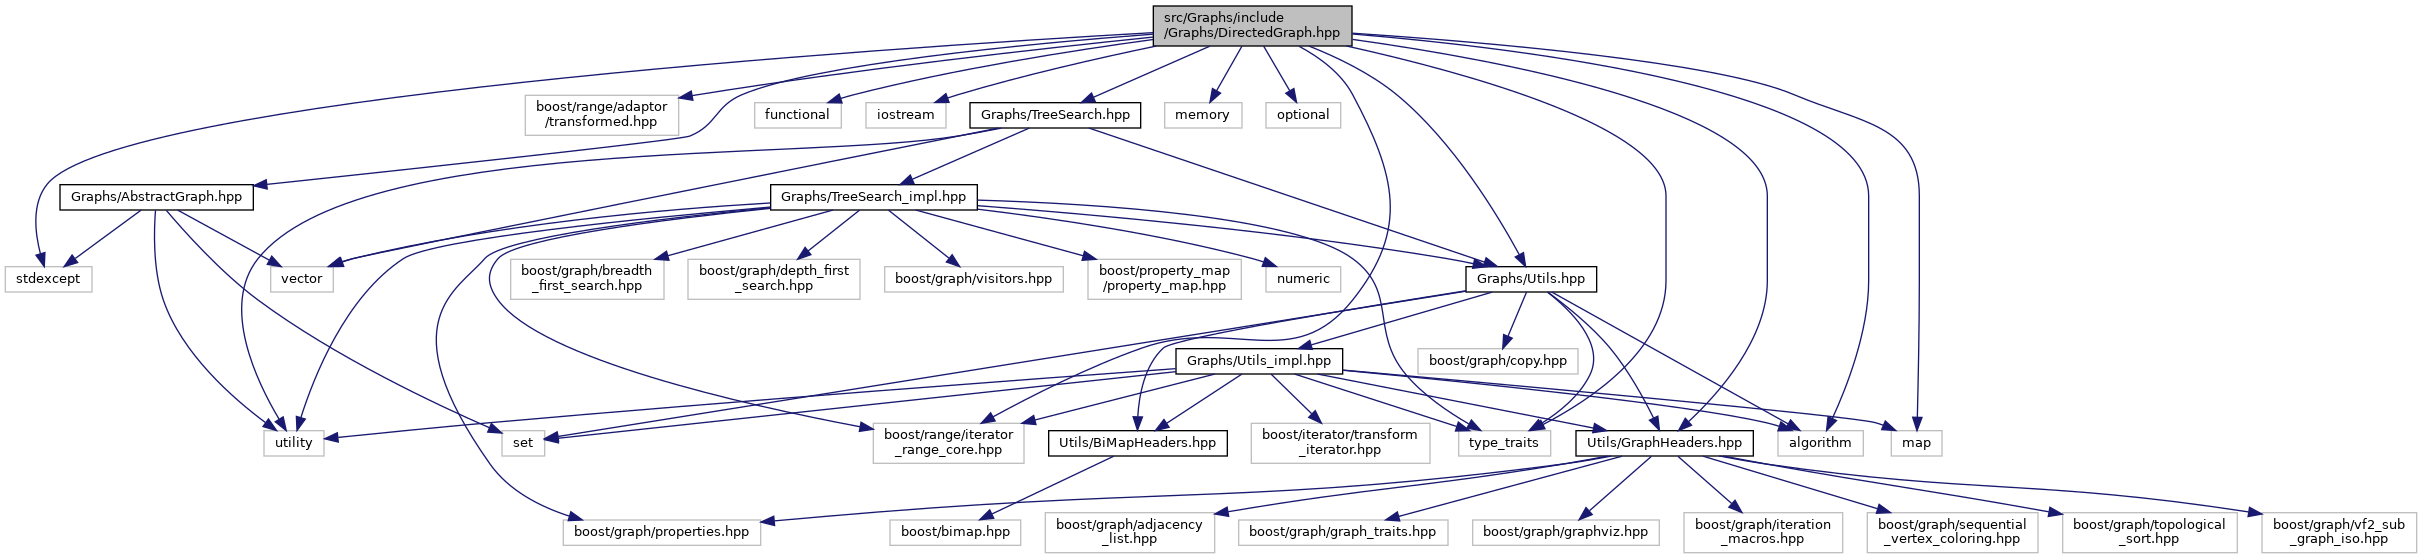 src/Graphs/include
/Graphs/DirectedGraph.hpp
boost/range/adaptor
/transformed.hpp
functional
iostream
Graphs/TreeSearch.hpp
memory
optional
Graphs/AbstractGraph.hpp
Graphs/TreeSearch_impl.hpp
stdexcept
vector
boost/graph/breadth
_first_search.hpp
boost/graph/depth_first
_search.hpp
boost/graph/visitors.hpp
boost/property_map
/property_map.hpp
numeric
Graphs/Utils.hpp
Graphs/Utils_impl.hpp
boost/graph/copy.hpp
utility
set
boost/range/iterator
_range_core.hpp
Utils/BiMapHeaders.hpp
boost/iterator/transform
_iterator.hpp
type_traits
Utils/GraphHeaders.hpp
algorithm
map
boost/graph/properties.hpp
boost/bimap.hpp
boost/graph/adjacency
_list.hpp
boost/graph/graph_traits.hpp
boost/graph/graphviz.hpp
boost/graph/iteration
_macros.hpp
boost/graph/sequential
_vertex_coloring.hpp
boost/graph/topological
_sort.hpp
boost/graph/vf2_sub
_graph_iso.hpp